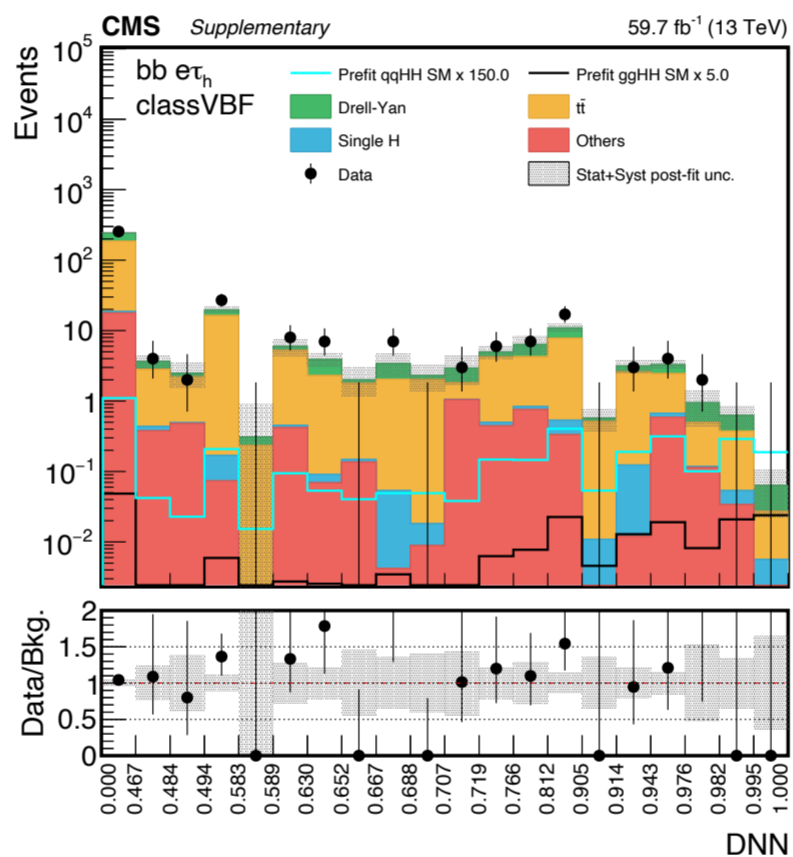 CMS Supplementary 59.7 fb⁻¹ (13 TeV)
Events
10⁵
10⁴
10³
10²
10
1
10⁻¹
10⁻²
bb eτₕ
classVBF
Prefit qqHH SM x 150.0
Prefit ggHH SM x 5.0
Drell-Yan
tt̄
Single H
Others
Data
Stat+Syst post-fit unc.
Data/Bkg.
2
1.5
1
0.5
0
0.000
0.467
0.484
0.494
0.583
0.589
0.630
0.652
0.667
0.688
0.707
0.719
0.766
0.812
0.905
0.914
0.943
0.976
0.982
0.995
1.000
DNN